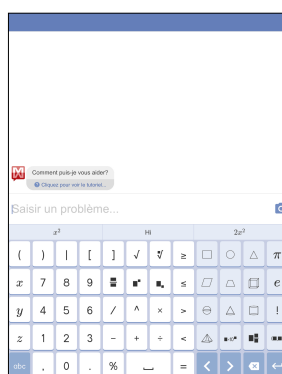 Comment puis-je vous aider?
Cliquez pour voir le tutoriel...
Saisir un problème...
x² Hi 2x²
( ) | [ ] √ ≥ π
x 7 8 9 ≤ e
y 4 5 6 / ^ × > !
z 1 2 3 - + ÷ <
abc , 0 . % =